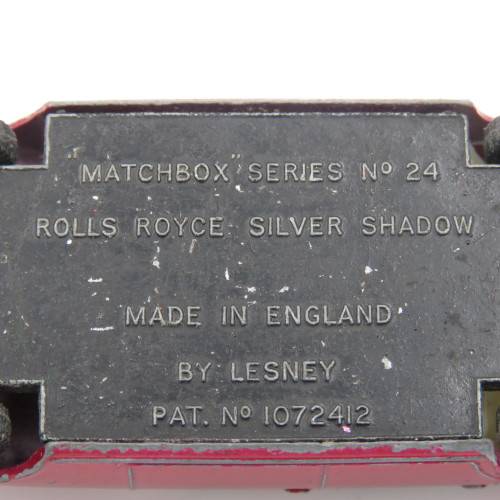 "MATCHBOX" SERIES Nº 24
ROLLS ROYCE SILVER SHADOW
MADE IN ENGLAND
BY LESNEY
PAT. Nº 1072412